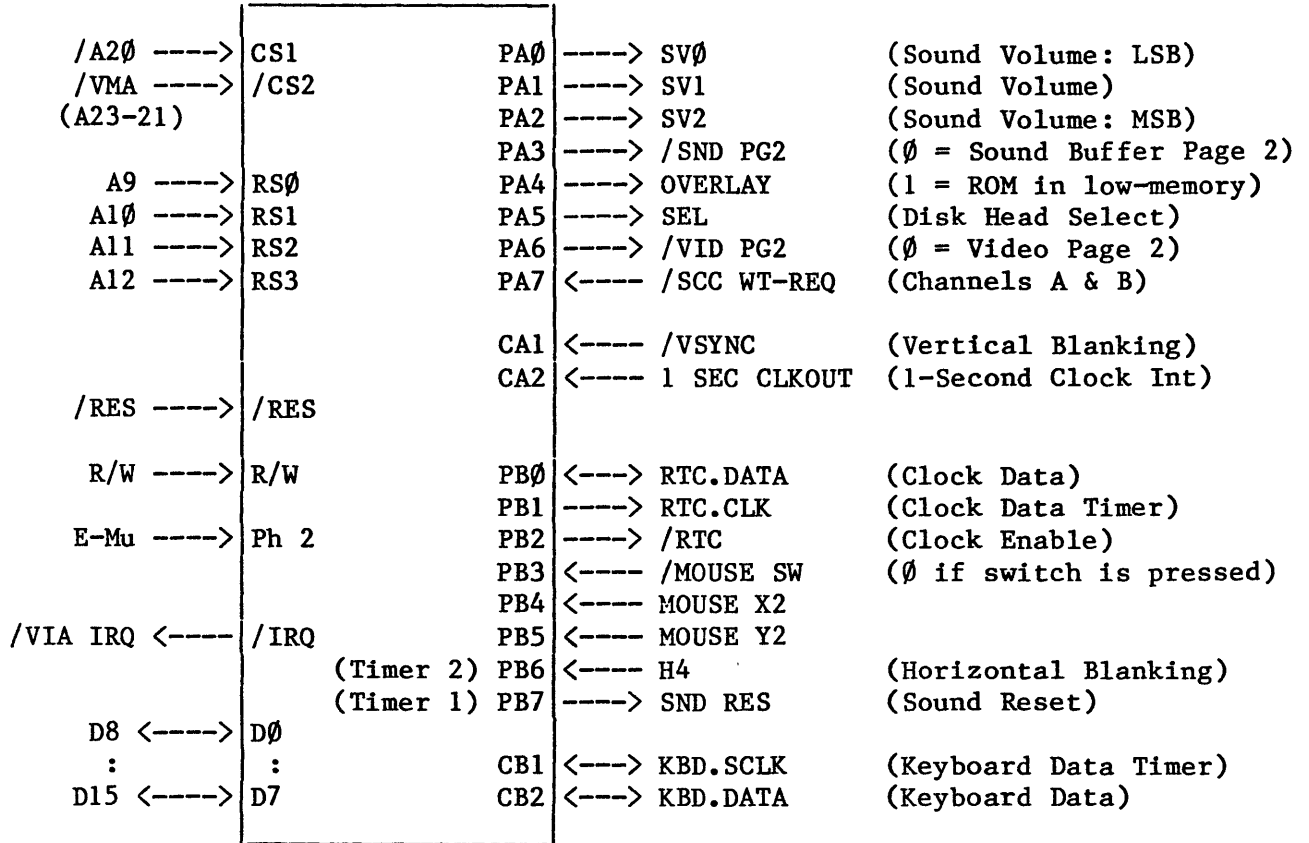 /A2Ø ----> CS1 PAØ ----> SVØ (Sound Volume: LSB)
/VMA ----> /CS2 PA1 ----> SV1 (Sound Volume)
(A23-21) PA2 ----> SV2 (Sound Volume: MSB)
PA3 ----> /SND PG2 (Ø = Sound Buffer Page 2)
A9 ----> RSØ PA4 ----> OVERLAY (1 = ROM in low-memory)
A1Ø ----> RS1 PA5 ----> SEL (Disk Head Select)
A11 ----> RS2 PA6 ----> /VID PG2 (Ø = Video Page 2)
A12 ----> RS3 PA7 <---- /SCC WT-REQ (Channels A & B)
CA1 <---- /VSYNC (Vertical Blanking)
CA2 <---- 1 SEC CLKOUT (1-Second Clock Int)
/RES ----> /RES
R/W ----> R/W PBØ <---> RTC.DATA (Clock Data)
PB1 ----> RTC.CLK (Clock Data Timer)
E-Mu ----> Ph 2 PB2 ----> /RTC (Clock Enable)
PB3 <---- /MOUSE SW (Ø if switch is pressed)
PB4 <---- MOUSE X2
/VIA IRQ <---- /IRQ PB5 <---- MOUSE Y2
(Timer 2) PB6 <---- H4 (Horizontal Blanking)
(Timer 1) PB7 ----> SND RES (Sound Reset)
D8 <----> DØ
: : CB1 <---> KBD.SCLK (Keyboard Data Timer)
D15 <----> D7 CB2 <---> KBD.DATA (Keyboard Data)